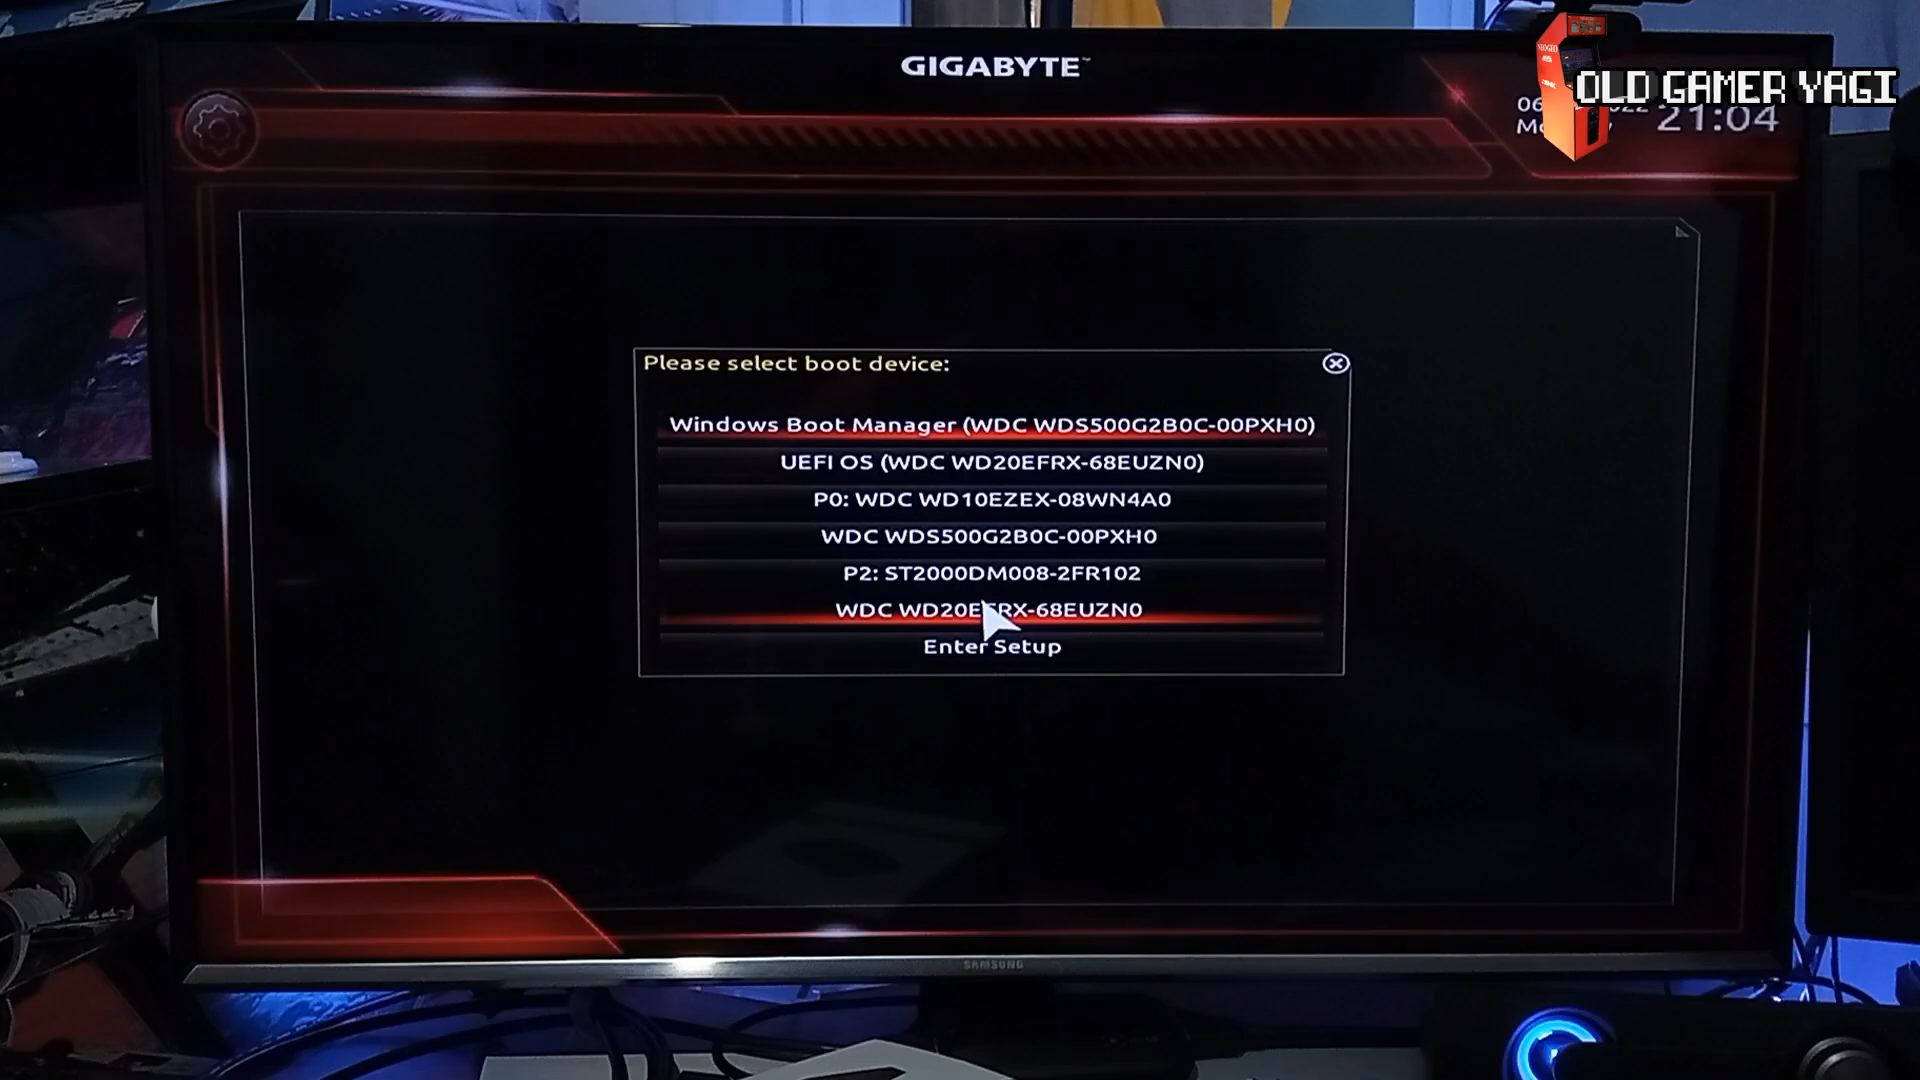 GIGABYTE™
OLD GAMER YAGI
21:04
Please select boot device:
Windows Boot Manager (WDC WDS500G2B0C-00PXH0)
UEFI OS (WDC WD20EFRX-68EUZN0)
P0: WDC WD10EZEX-08WN4A0
WDC WDS500G2B0C-00PXH0
P2: ST2000DM008-2FR102
WDC WD20EFRX-68EUZN0
Enter Setup
SAMSUNG